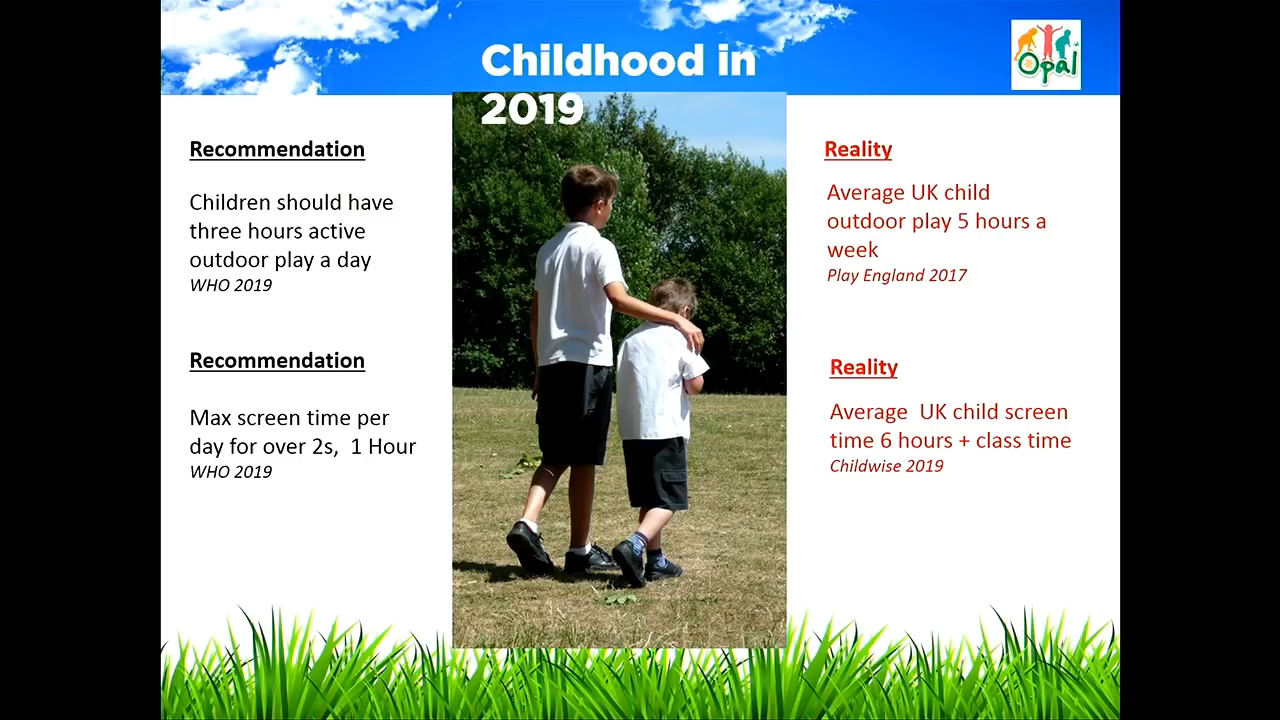 Childhood in
2019
Opal
Recommendation
Children should have
three hours active
outdoor play a day
WHO 2019
Recommendation
Max screen time per
day for over 2s,  1 Hour
WHO 2019
Reality
Average UK child
outdoor play 5 hours a
week
Play England 2017
Reality
Average  UK child screen
time 6 hours + class time
Childwise 2019